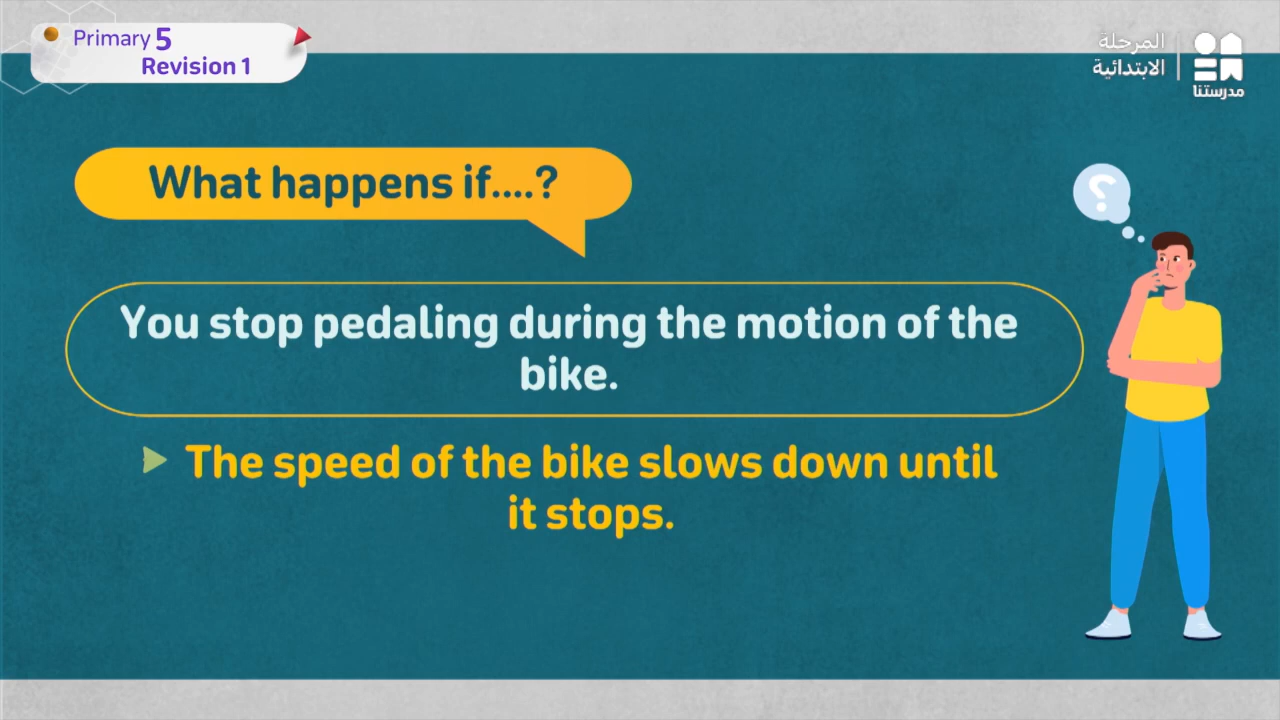 Primary 5
Revision 1
المرحلة
الابتدائية
مدرستنا
What happens if....?
?
You stop pedaling during the motion of the
bike.
The speed of the bike slows down until
it stops.